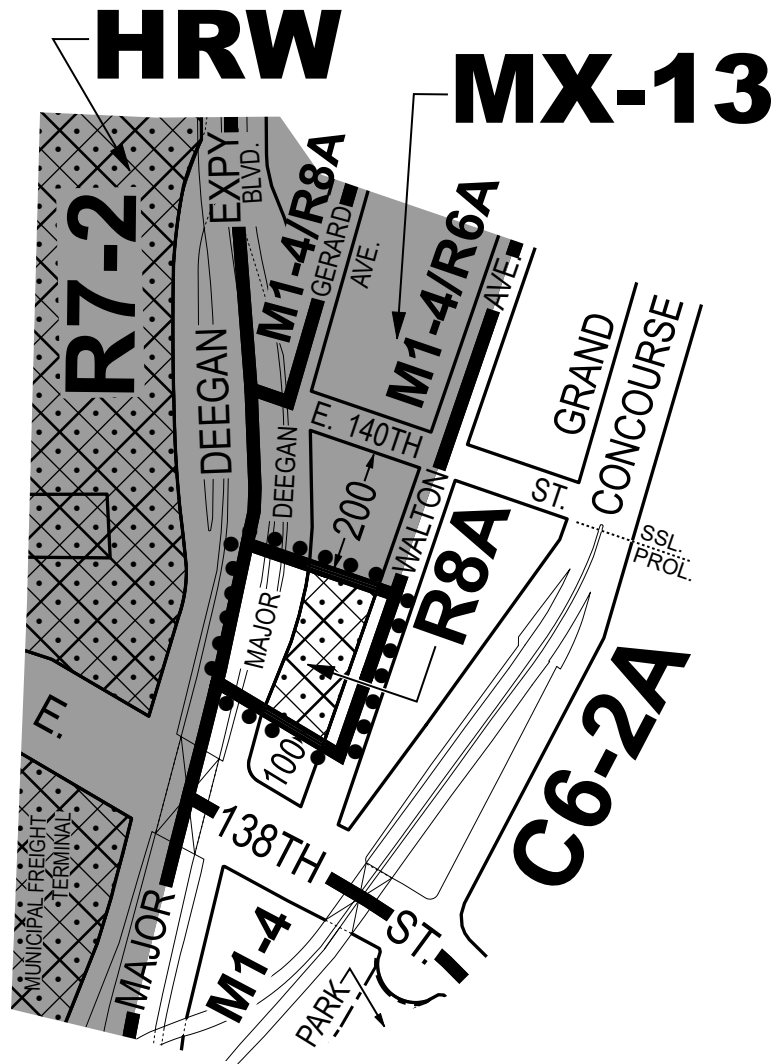 HRW
MX-13
EXPY
BLVD.
M1-4/R8A
GERARD
AVE.
M1-4/R6A
AVE.
R7-2
DEEGAN
GRAND
CONCOURSE
E. 140TH
ST.
DEEGAN
200
WALTON
R8A
SSL.
PROL.
MAJOR
C6-2A
E.
100
138TH
ST.
MUNICIPAL FREIGHT
TERMINAL
MAJOR
M1-4
PARK